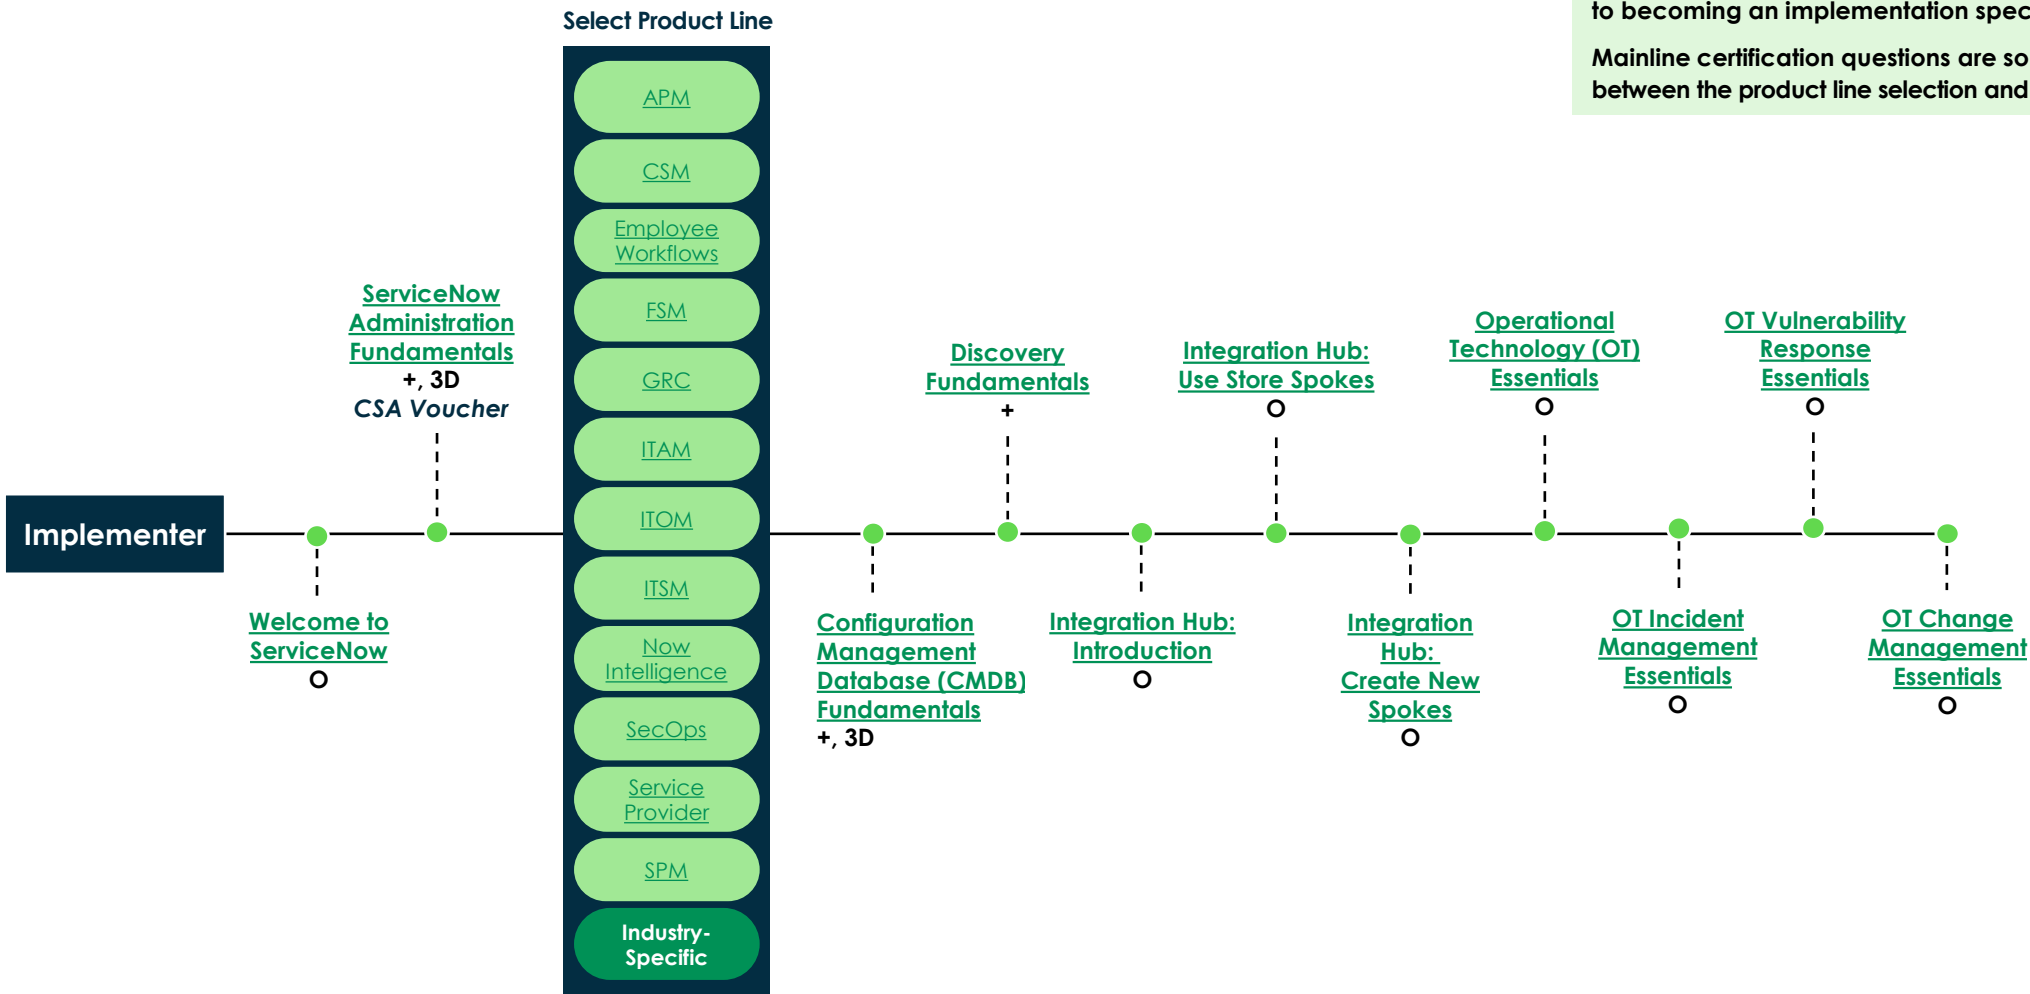 Select Product Line
to becoming an implementation spec
Mainline certification questions are so
between the product line selection and
APM
CSM
Employee
Workflows
FSM
GRC
ITAM
ITOM
ITSM
Now
Intelligence
SecOps
Service
Provider
SPM
Industry-
Specific
Implementer
Welcome to
ServiceNow
O
ServiceNow
Administration
Fundamentals
+, 3D
CSA Voucher
Configuration
Management
Database (CMDB)
Fundamentals
+, 3D
Discovery
Fundamentals
+
Integration Hub:
Introduction
O
Integration Hub:
Use Store Spokes
O
Integration
Hub:
Create New
Spokes
O
Operational
Technology (OT)
Essentials
O
OT Incident
Management
Essentials
O
OT Vulnerability
Response
Essentials
O
OT Change
Management
Essentials
O